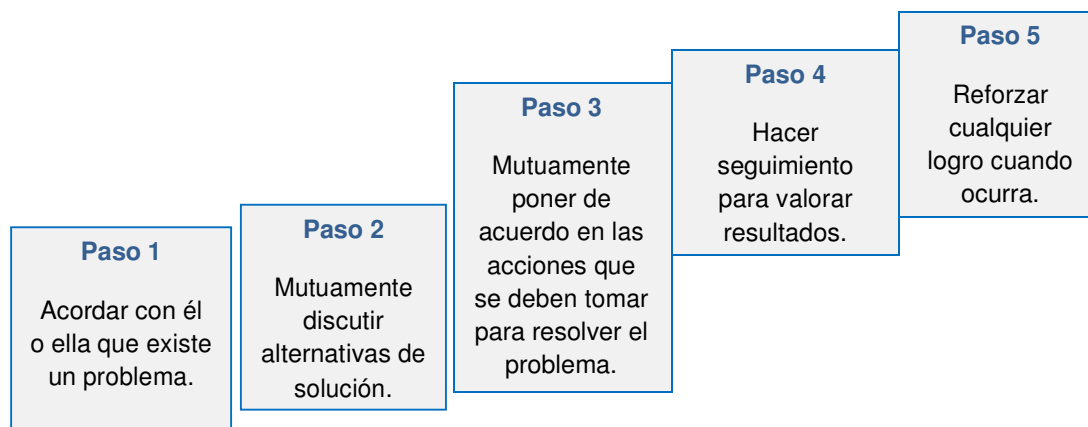 Paso 1
Acordar con él
o ella que existe
un problema.
Paso 2
Mutuamente
discutir
alternativas de
solución.
Paso 3
Mutuamente
poner de
acuerdo en las
acciones que
se deben tomar
para resolver el
problema.
Paso 4
Hacer
seguimiento
para valorar
resultados.
Paso 5
Reforzar
cualquier
logro cuando
ocurra.